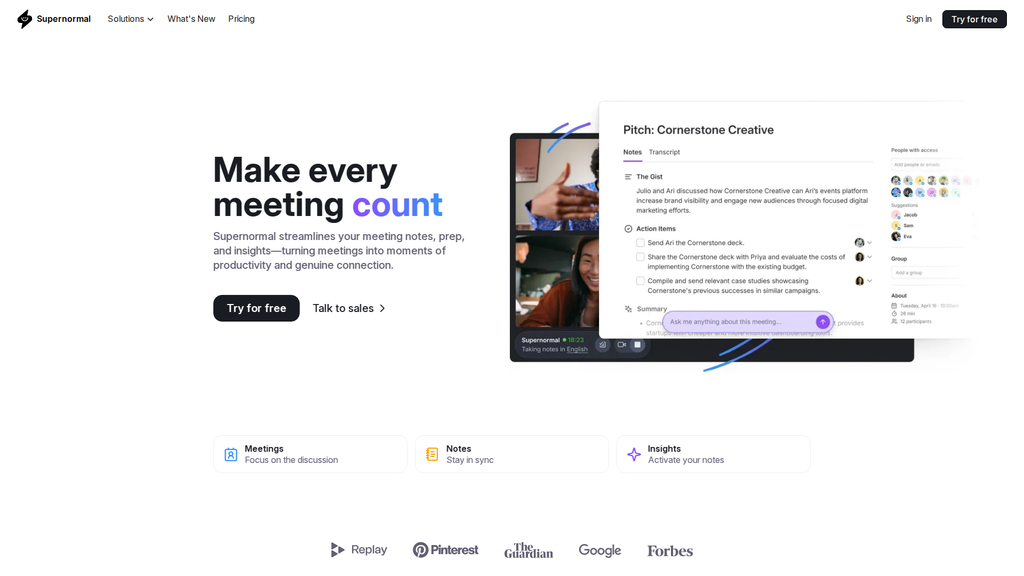 Supernormal
Solutions
What's New
Pricing
Sign in
Try for free
Make every
meeting count
Supernormal streamlines your meeting notes, prep,
and insights—turning meetings into moments of
productivity and genuine connection.
Try for free
Talk to sales
Pitch: Cornerstone Creative
Notes
Transcript
The Gist
Julio and Ari discussed how Cornerstone Creative can Ari's events platform
increase brand visibility and engage new audiences through focused digital
marketing efforts.
Action Items
Send Ari the Cornerstone deck.
Share the Cornerstone deck with Priya and evaluate the costs of
implementing Cornerstone with the existing budget.
Compile and send relevant case studies showcasing
Cornerstone's previous successes in similar campaigns.
Summary
Ask me anything about this meeting...
provides
People with access
Add people or emails
Suggestions
Jacob
Sam
Eva
Group
Add a group
About
Tuesday, April 16
28 min
12 participants
Supernormal
19:23
Taking notes in English
Meetings
Focus on the discussion
Notes
Stay in sync
Insights
Activate your notes
Replay
Pinterest
The
Guardian
Google
Forbes